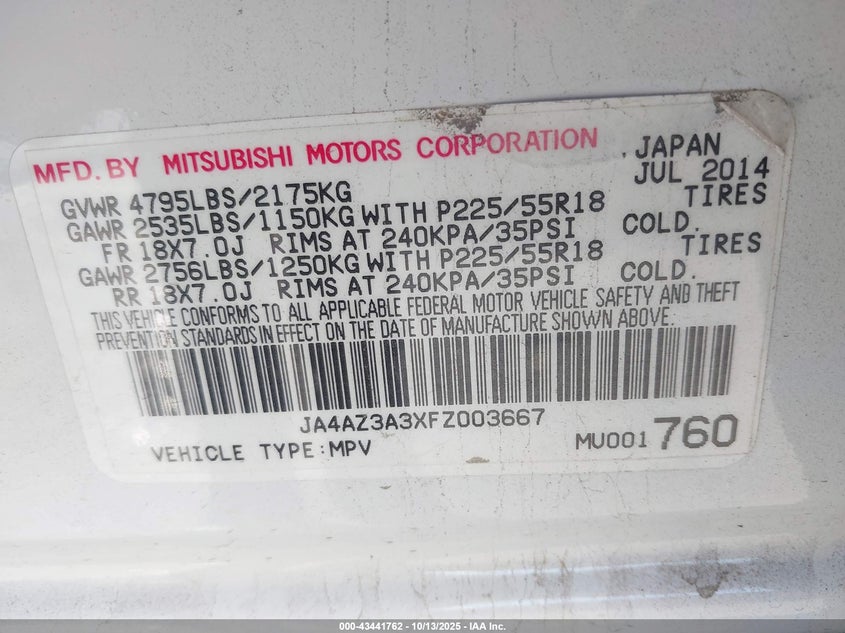 MFD. BY MITSUBISHI MOTORS CORPORATION , JAPAN
JUL 2014
GVWR 4795LBS/2175KG
GAWR 2535LBS/1150KG WITH P225/55R18 TIRES
FR 18X7.0J RIMS AT 240KPA/35PSI COLD.
GAWR 2756LBS/1250KG WITH P225/55R18 TIRES
RR 18X7.0J RIMS AT 240KPA/35PSI COLD.
THIS VEHICLE CONFORMS TO ALL APPLICABLE FEDERAL MOTOR VEHICLE SAFETY AND THEFT
PREVENTION STANDARDS IN EFFECT ON THE DATE OF MANUFACTURE SHOWN ABOVE.
JA4AZ3A3XFZ003667
VEHICLE TYPE:MPV MU001760
000-43441762 - 10/13/2025 - IAA Inc.